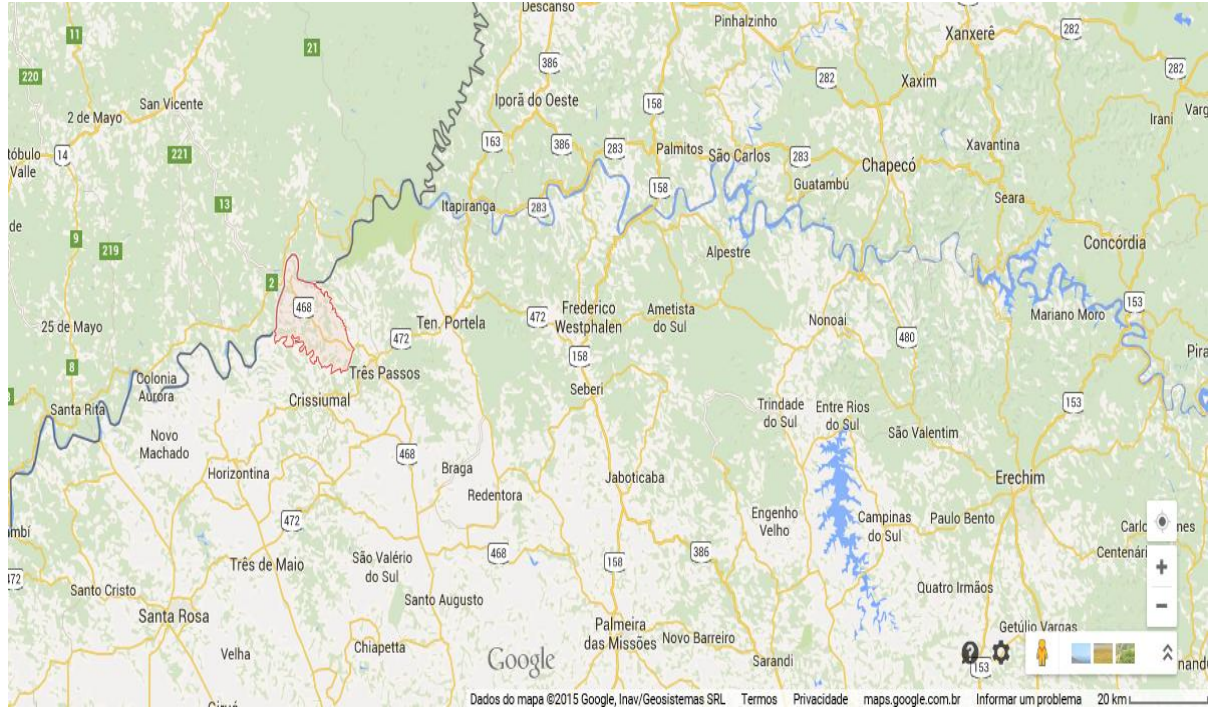 Descanso
Pinhalzinho
Xanxerê
11
21
282
386
220
282
Xaxim
282
San Vicente
Iporã do Oeste
158
Irani
Varg
2 de Mayo
14
tóbulo
Valle
221
163
386
283
Palmitos
São Carlos
283
Xavantina
Chapecó
Guatambú
158
Seara
13
Itapiranga
283
de
9
219
Alpestre
Concórdia
2
468
153
Mariano Moro
25 de Mayo
Ten. Portela
472
Frederico
Westphalen
Ametista
do Sul
Nonoai
480
472
158
Pira
8
Três Passos
Colonia
Aurora
Seberi
Crissiumal
Santa Rita
Trindade
do Sul
Entre Rios
do Sul
153
São Valentim
Novo
Machado
468
Braga
Horizontina
Jaboticaba
Erechim
Redentora
472
Engenho
Velho
Campinas
do Sul
Paulo Bento
ambí
468
386
Centenári
Três de Maio
São Valério
do Sul
158
472
Santo Cristo
Quatro Irmãos
Santo Augusto
Santa Rosa
Palmeira
das Missões
Getúlio Vargas
Novo Barreiro
Velha
Chiapetta
Google
Sarandi
153
Dados do mapa ©2015 Google, Inav/Geosistemas SRL Termos Privacidade maps.google.com.br Informar um problema 20 km